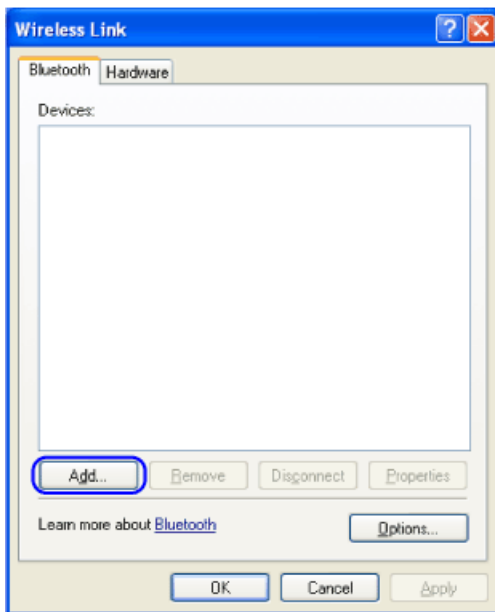 Wireless Link
Bluetooth Hardware
Devices:
Add... Remove Disconnect Properties
Learn more about Bluetooth Options...
OK Cancel Apply